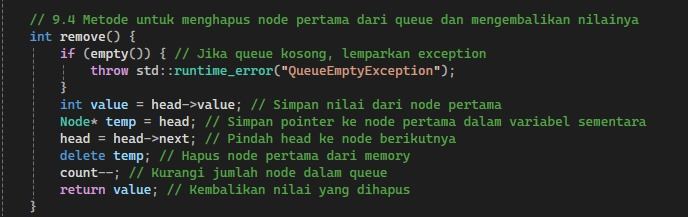 // 9.4 Metode untuk menghapus node pertama dari queue dan mengembalikan nilainya
int remove() {
if (empty()) { // Jika queue kosong, lemparkan exception
throw std::runtime_error("QueueEmptyException");
}
int value = head->value; // Simpan nilai dari node pertama
Node* temp = head; // Simpan pointer ke node pertama dalam variabel sementara
head = head->next; // Pindah head ke node berikutnya
delete temp; // Hapus node pertama dari memory
count--; // Kurangi jumlah node dalam queue
return value; // Kembalikan nilai yang dihapus
}